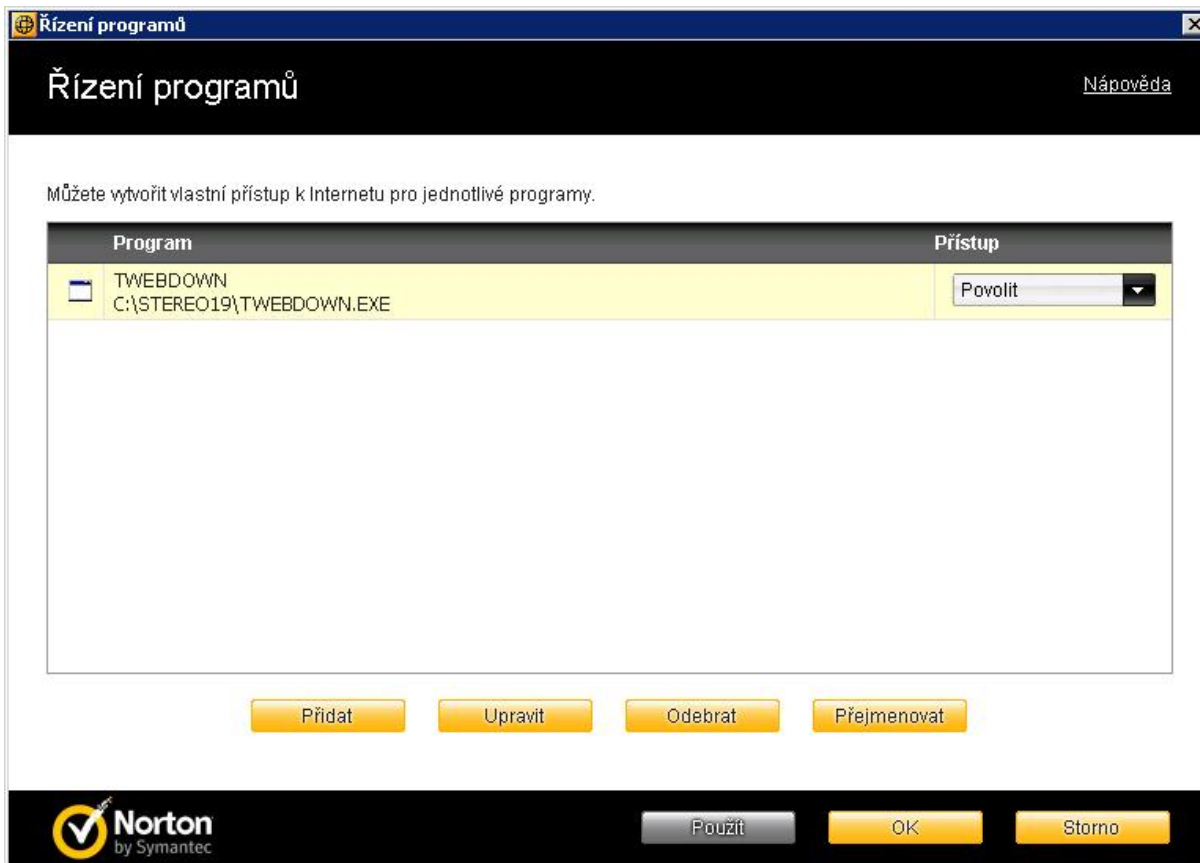 Řízení programů
Řízení programů
Nápověda
Můžete vytvořit vlastní přístup k Internetu pro jednotlivé programy.
Program Přístup
TWEBDOWN
C:\STEREO19\TWEBDOWN.EXE
Povolit
Přidat Upravit Odebrat Přejmenovat
Norton
by Symantec
Použít OK Storno